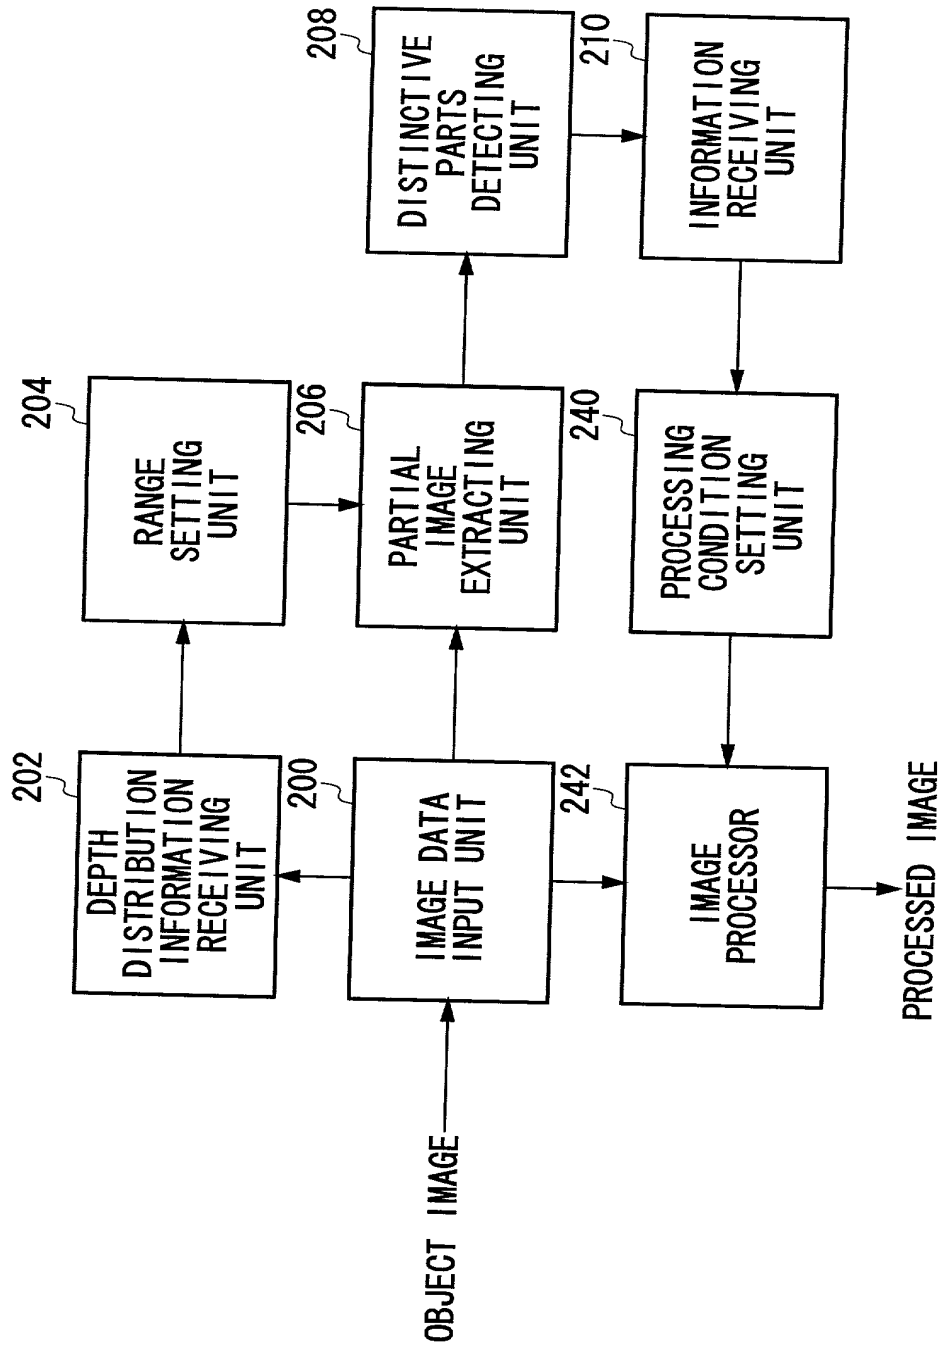 202
DEPTH
DISTRIBUTION
INFORMATION
RECEIVING
UNIT
204
RANGE
SETTING
UNIT
OBJECT IMAGE
200
IMAGE DATA
INPUT UNIT
206
PARTIAL
IMAGE
EXTRACTING
UNIT
208
DISTINCTIVE
PARTS
DETECTING
UNIT
242
IMAGE
PROCESSOR
240
PROCESSING
CONDITION
SETTING
UNIT
210
INFORMATION
RECEIVING
UNIT
PROCESSED IMAGE